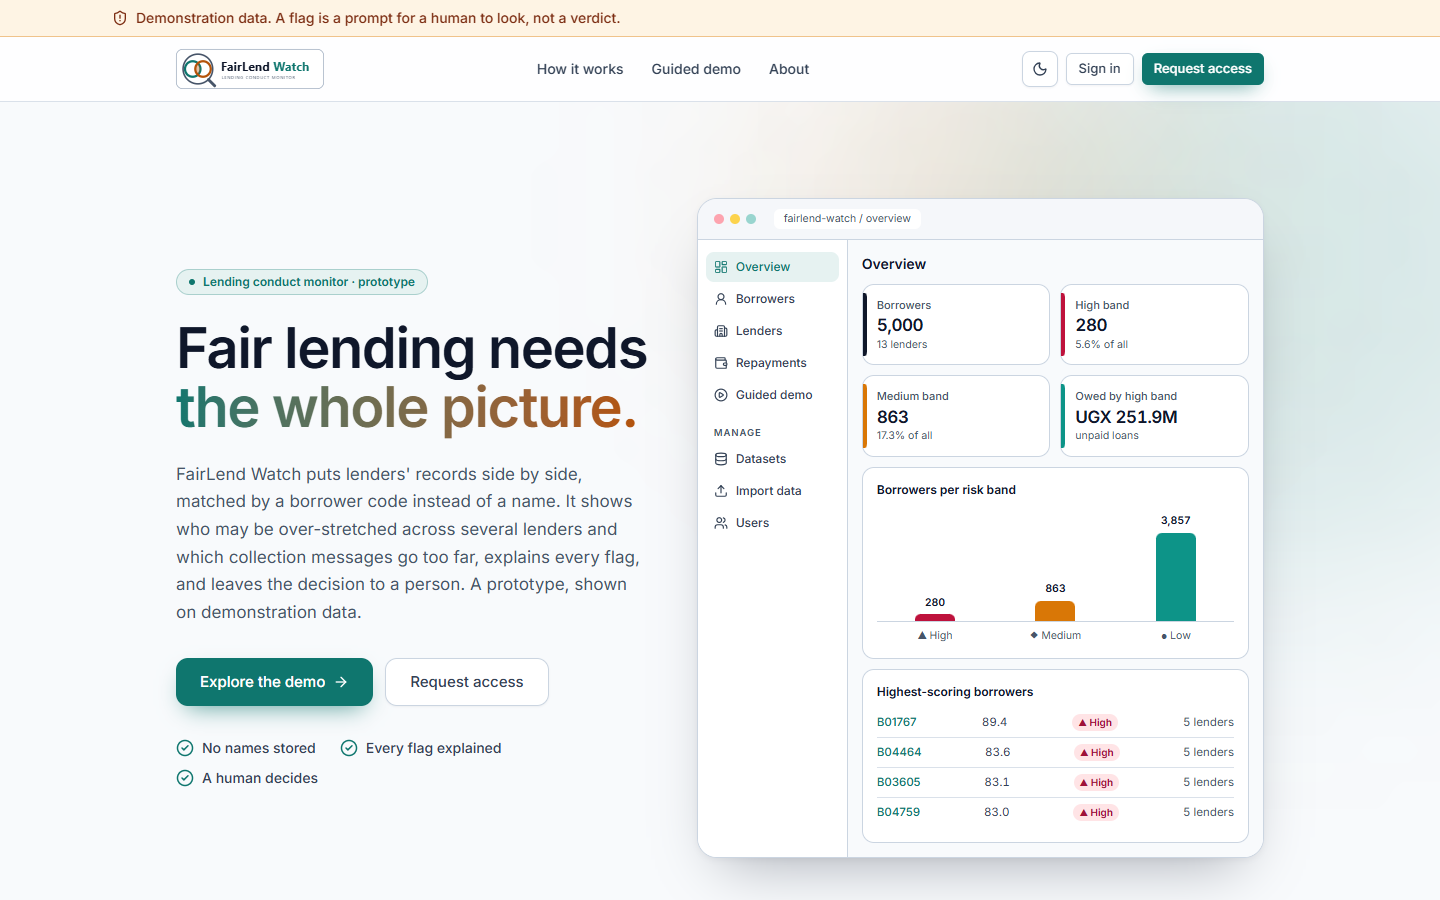 Demonstration data. A flag is a prompt for a human to look, not a verdict.
FairLend Watch
LENDING CONDUCT MONITOR
How it works
Guided demo
About
Sign in
Request access
Lending conduct monitor · prototype
Fair lending needs
the whole picture.
FairLend Watch puts lenders' records side by side,
matched by a borrower code instead of a name. It shows
who may be over-stretched across several lenders and
which collection messages go too far, explains every flag,
and leaves the decision to a person. A prototype, shown
on demonstration data.
Explore the demo
Request access
No names stored
Every flag explained
A human decides
fairlend-watch / overview
Overview
Borrowers
Lenders
Repayments
Guided demo
MANAGE
Datasets
Import data
Users
Overview
Borrowers
5,000
13 lenders
High band
280
5.6% of all
Medium band
863
17.3% of all
Owed by high band
UGX 251.9M
unpaid loans
Borrowers per risk band
280
863
3,857
▲ High
◆ Medium
● Low
Highest-scoring borrowers
B01767 89.4 ▲ High 5 lenders
B04464 83.6 ▲ High 5 lenders
B03605 83.1 ▲ High 5 lenders
B04759 83.0 ▲ High 5 lenders